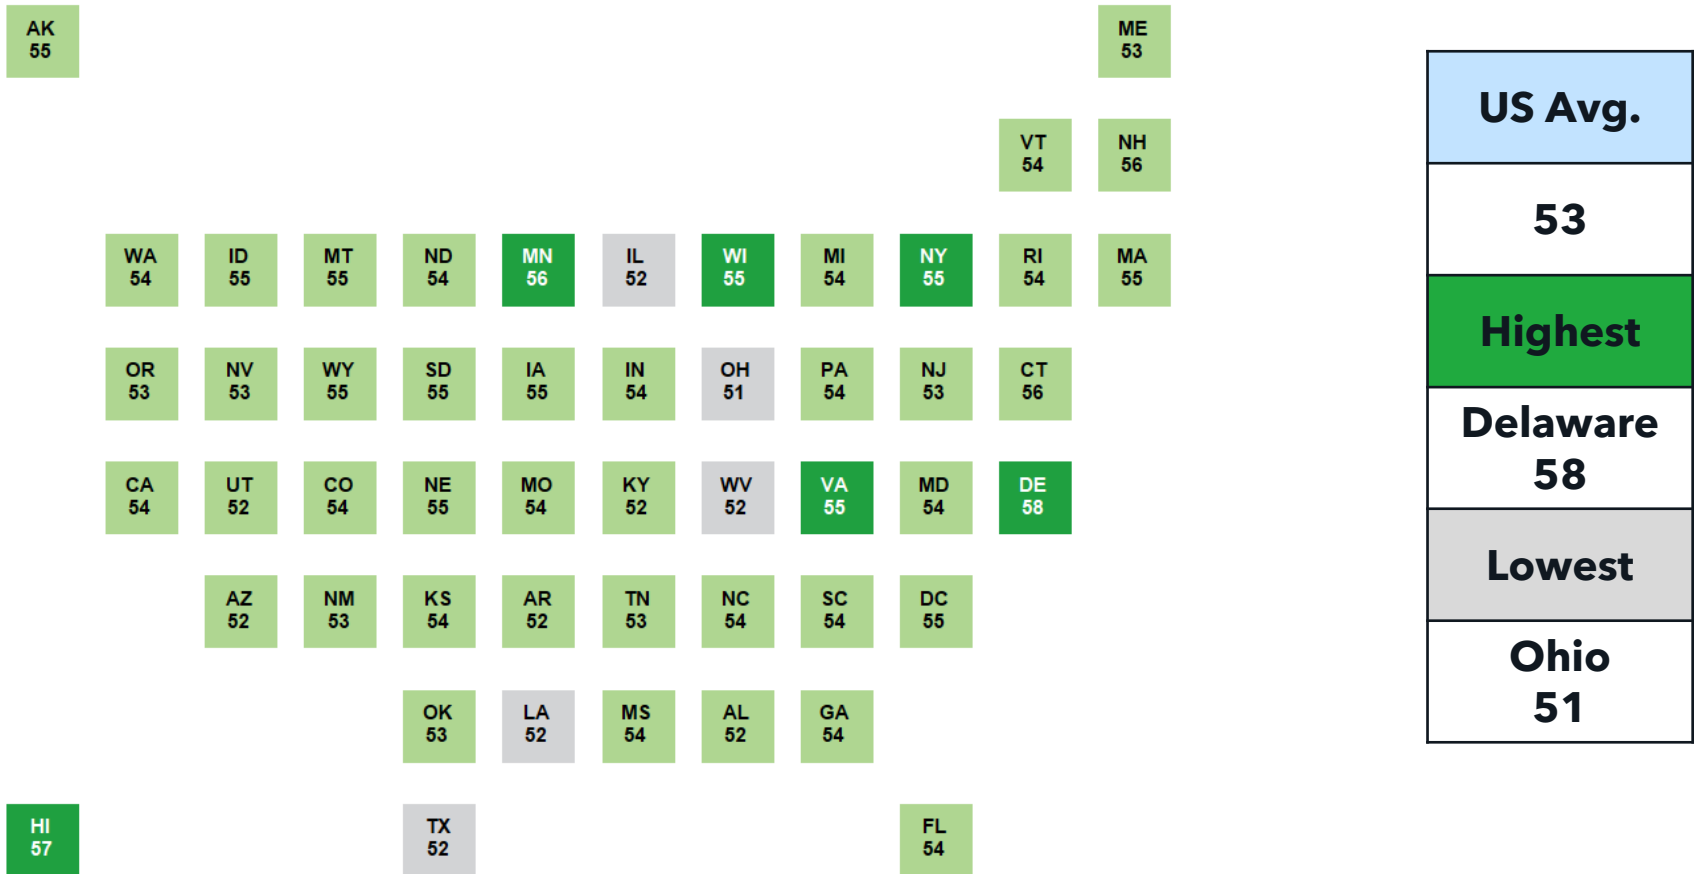 AK
55
ME
53
VT
54
NH
56
WA
54
ID
55
MT
55
ND
54
MN
56
IL
52
WI
55
MI
54
NY
55
RI
54
MA
55
OR
53
NV
53
WY
55
SD
55
IA
55
IN
54
OH
51
PA
54
NJ
53
CT
56
CA
54
UT
52
CO
54
NE
55
MO
54
KY
52
WV
52
VA
55
MD
54
DE
58
AZ
52
NM
53
KS
54
AR
52
TN
53
NC
54
SC
54
DC
55
OK
53
LA
52
MS
54
AL
52
GA
54
HI
57
TX
52
FL
54
US Avg.
53
Highest
Delaware
58
Lowest
Ohio
51